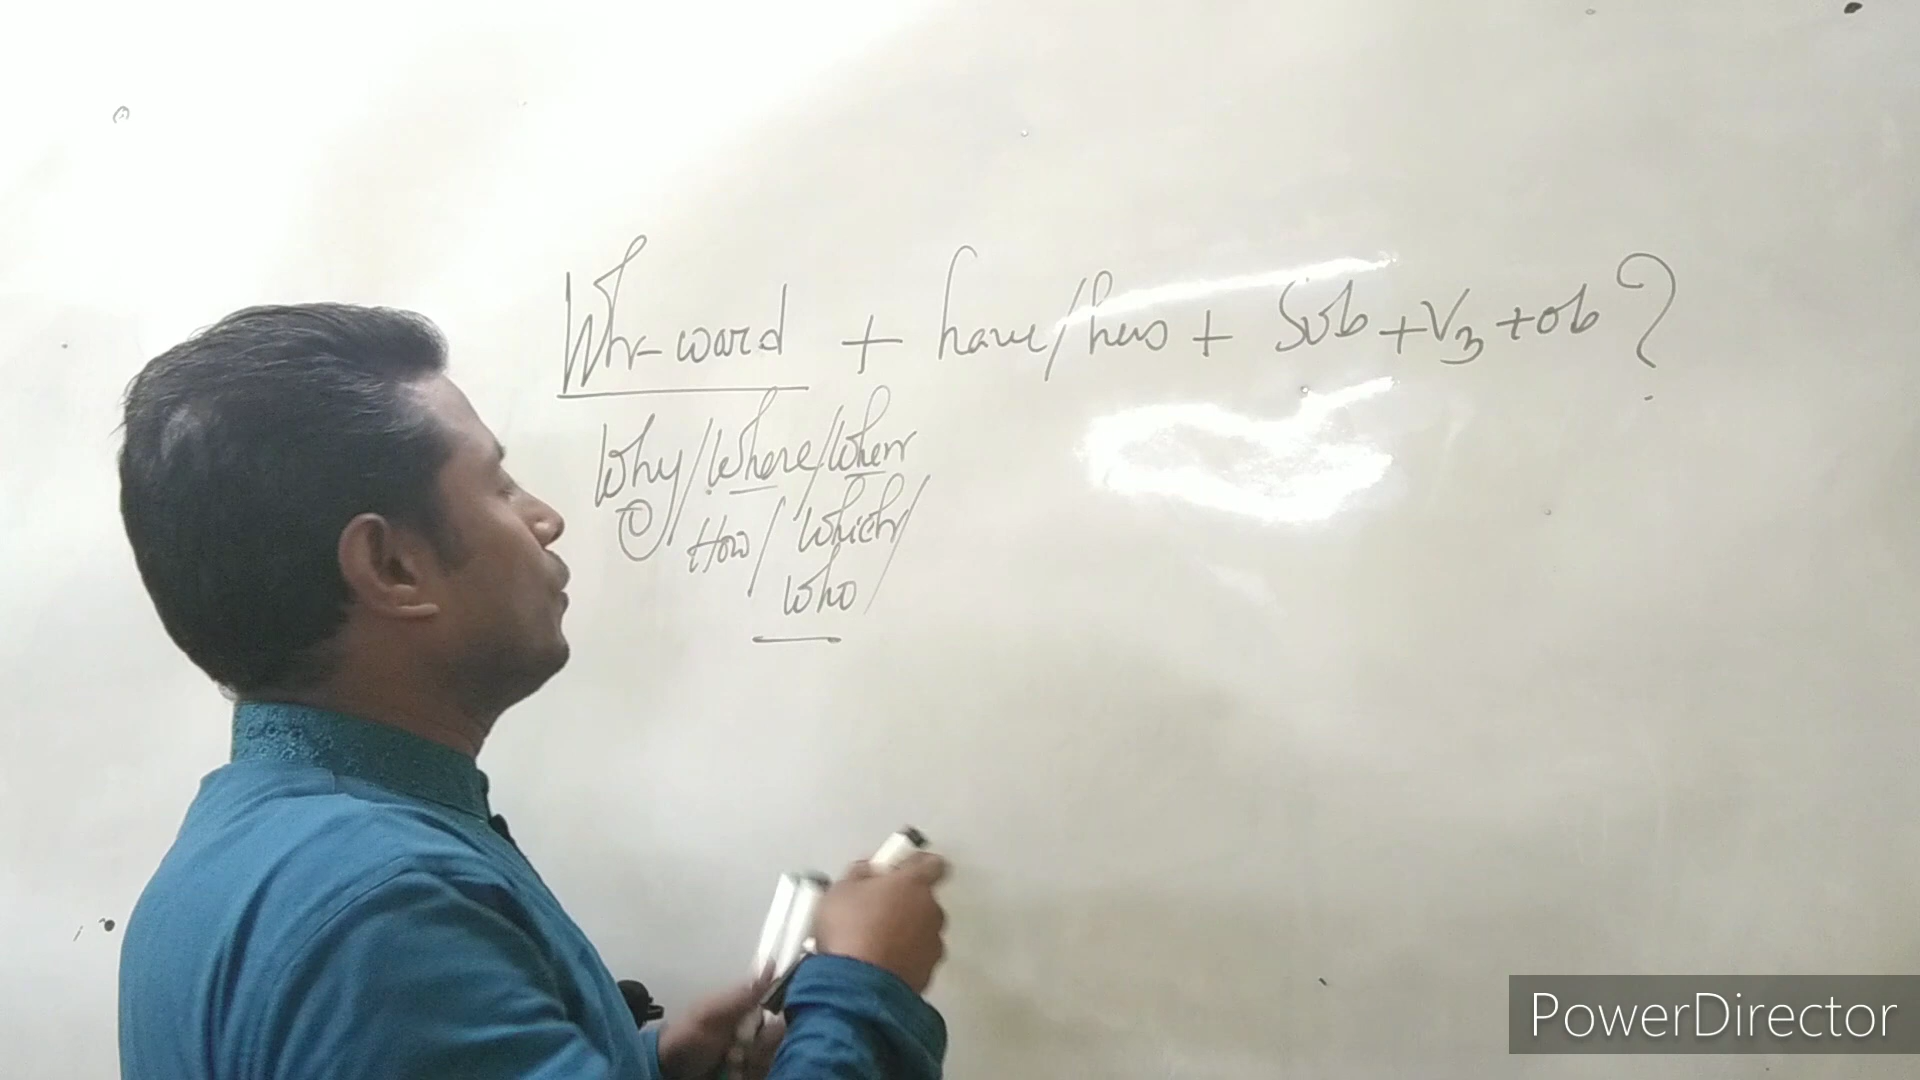 Wh-word + have/has + Sub + V3 + ob ?
Why/Where/When
How/Which/
Who/
PowerDirector